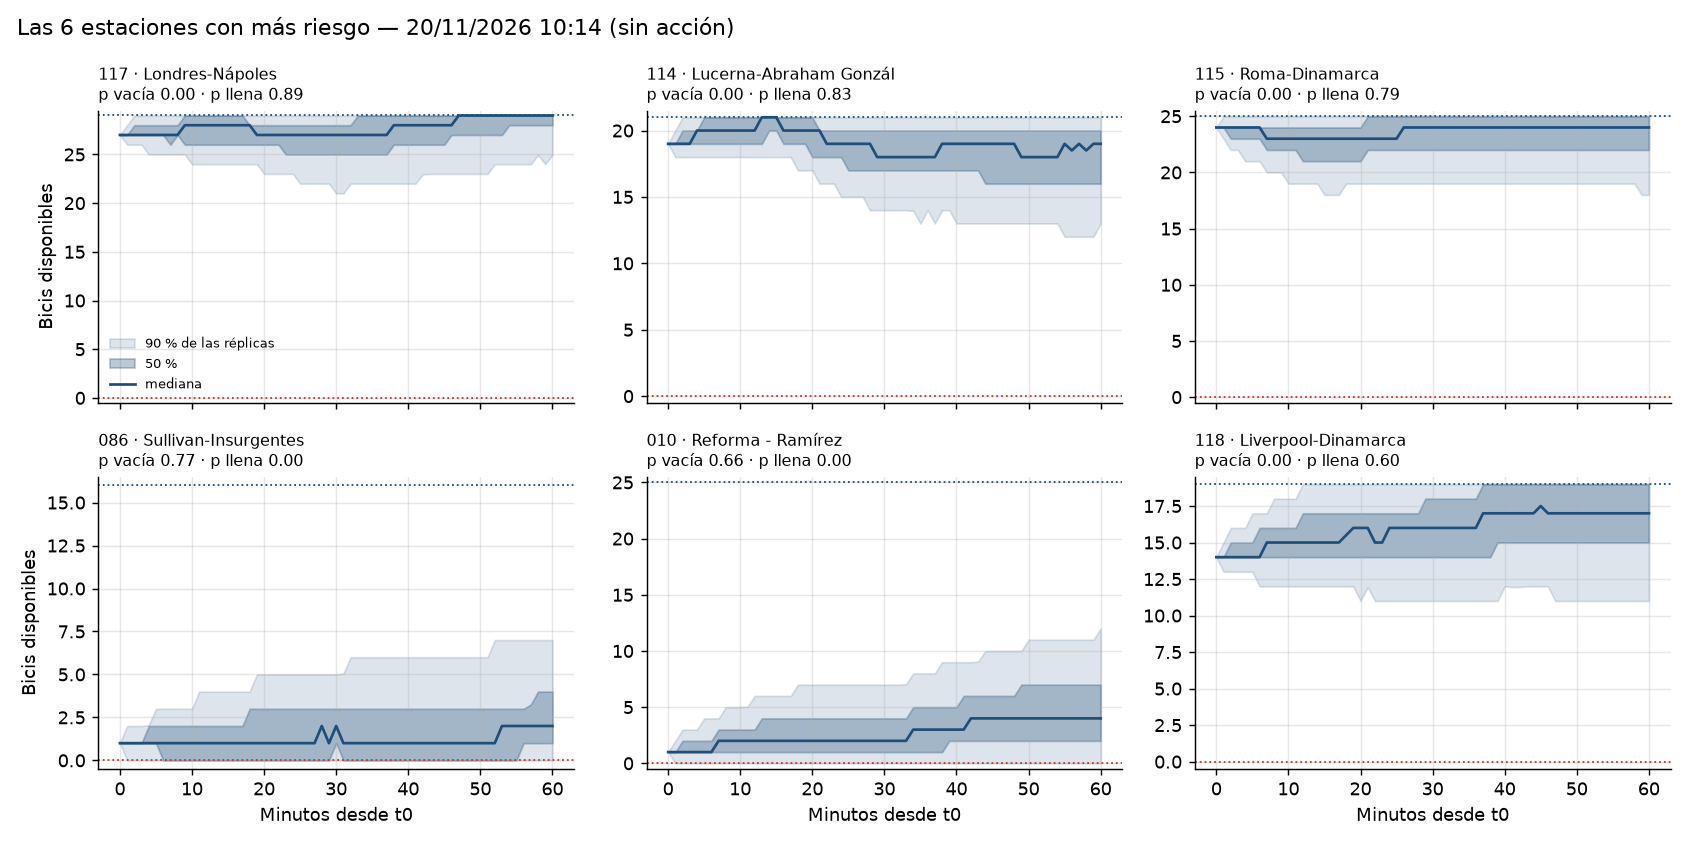 Las 6 estaciones con más riesgo — 20/11/2026 10:14 (sin acción)
117 · Londres-Nápoles
p vacía 0.00 · p llena 0.89
Bicis disponibles
25
20
15
10
5
0
90 % de las réplicas
50 %
mediana
114 · Lucerna-Abraham Gonzál
p vacía 0.00 · p llena 0.83
20
15
10
5
0
115 · Roma-Dinamarca
p vacía 0.00 · p llena 0.79
25
20
15
10
5
0
086 · Sullivan-Insurgentes
p vacía 0.77 · p llena 0.00
Bicis disponibles
15.0
12.5
10.0
7.5
5.0
2.5
0.0
0 10 20 30 40 50 60
Minutos desde t0
010 · Reforma - Ramírez
p vacía 0.66 · p llena 0.00
25
20
15
10
5
0
0 10 20 30 40 50 60
Minutos desde t0
118 · Liverpool-Dinamarca
p vacía 0.00 · p llena 0.60
17.5
15.0
12.5
10.0
7.5
5.0
2.5
0.0
0 10 20 30 40 50 60
Minutos desde t0